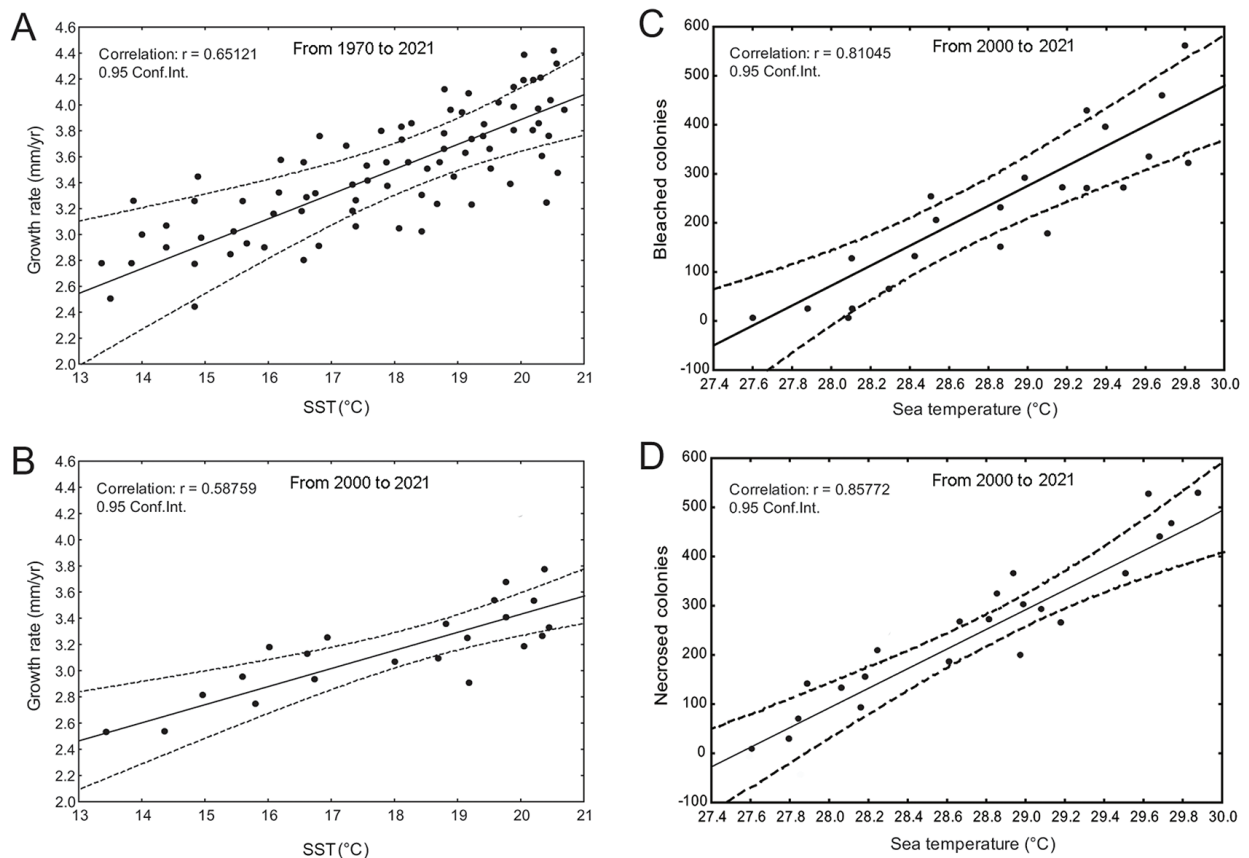 A
Correlation: r = 0.65121
0.95 Conf.Int.
From 1970 to 2021
Growth rate (mm/yr)
4.6
4.4
4.2
4.0
3.8
3.6
3.4
3.2
3.0
2.8
2.6
2.4
2.2
2.0
13 14 15 16 17 18 19 20 21
SST (°C)
C
Correlation: r = 0.81045
0.95 Conf.Int.
From 2000 to 2021
Bleached colonies
600
500
400
300
200
100
0
-100
27.4 27.6 27.8 28.0 28.2 28.4 28.6 28.8 29.0 29.2 29.4 29.6 29.8 30.0
Sea temperature (°C)
B
Correlation: r = 0.58759
0.95 Conf.Int.
From 2000 to 2021
Growth rate (mm/yr)
4.6
4.4
4.2
4.0
3.8
3.6
3.4
3.2
3.0
2.8
2.6
2.4
2.2
2.0
13 14 15 16 17 18 19 20 21
SST (°C)
D
Correlation: r = 0.85772
0.95 Conf.Int.
From 2000 to 2021
Necrosed colonies
600
500
400
300
200
100
0
-100
27.4 27.6 27.8 28.0 28.2 28.4 28.6 28.8 29.0 29.2 29.4 29.6 29.8 30.0
Sea temperature (°C)